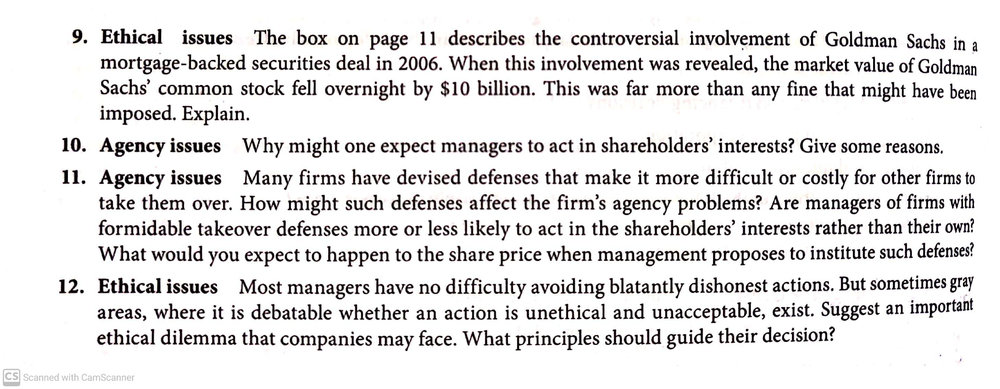 9. Ethical issues The box on page 11 describes the controversial involvement of Goldman Sachs in a
mortgage-backed securities deal in 2006. When this involvement was revealed, the market value of Goldman
Sachs’ common stock fell overnight by $10 billion. This was far more than any fine that might have been
imposed. Explain.
10. Agency issues Why might one expect managers to act in shareholders’ interests? Give some reasons.
11. Agency issues Many firms have devised defenses that make it more difficult or costly for other firms to
take them over. How might such defenses affect the firm’s agency problems? Are managers of firms with
formidable takeover defenses more or less likely to act in the shareholders’ interests rather than their own?
What would you expect to happen to the share price when management proposes to institute such defenses?
12. Ethical issues Most managers have no difficulty avoiding blatantly dishonest actions. But sometimes gray
areas, where it is debatable whether an action is unethical and unacceptable, exist. Suggest an important
ethical dilemma that companies may face. What principles should guide their decision?
CS Scanned with CamScanner